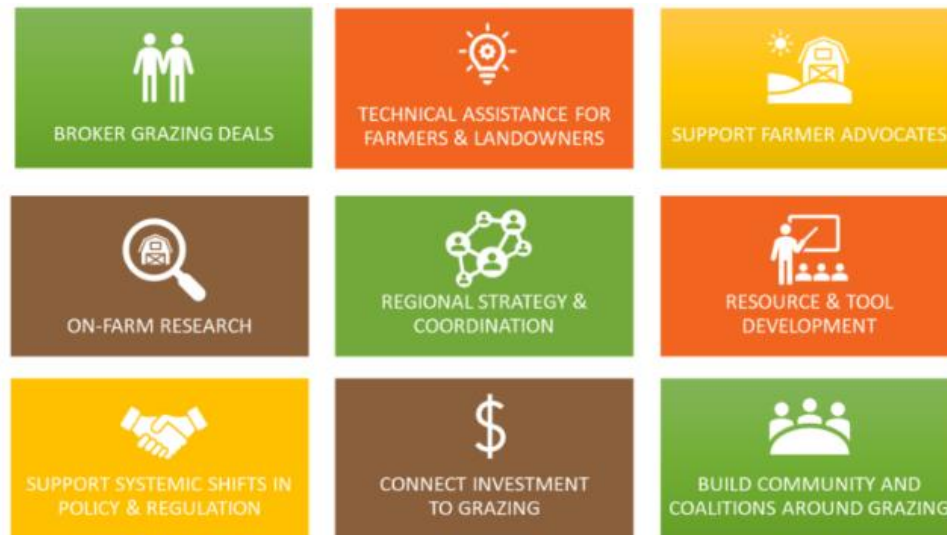 BROKER GRAZING DEALS
TECHNICAL ASSISTANCE FOR
FARMERS & LANDOWNERS
SUPPORT FARMER ADVOCATES
ON-FARM RESEARCH
REGIONAL STRATEGY &
COORDINATION
RESOURCE & TOOL
DEVELOPMENT
SUPPORT SYSTEMIC SHIFTS IN
POLICY & REGULATION
$
CONNECT INVESTMENT
TO GRAZING
BUILD COMMUNITY AND
COALITIONS AROUND GRAZING